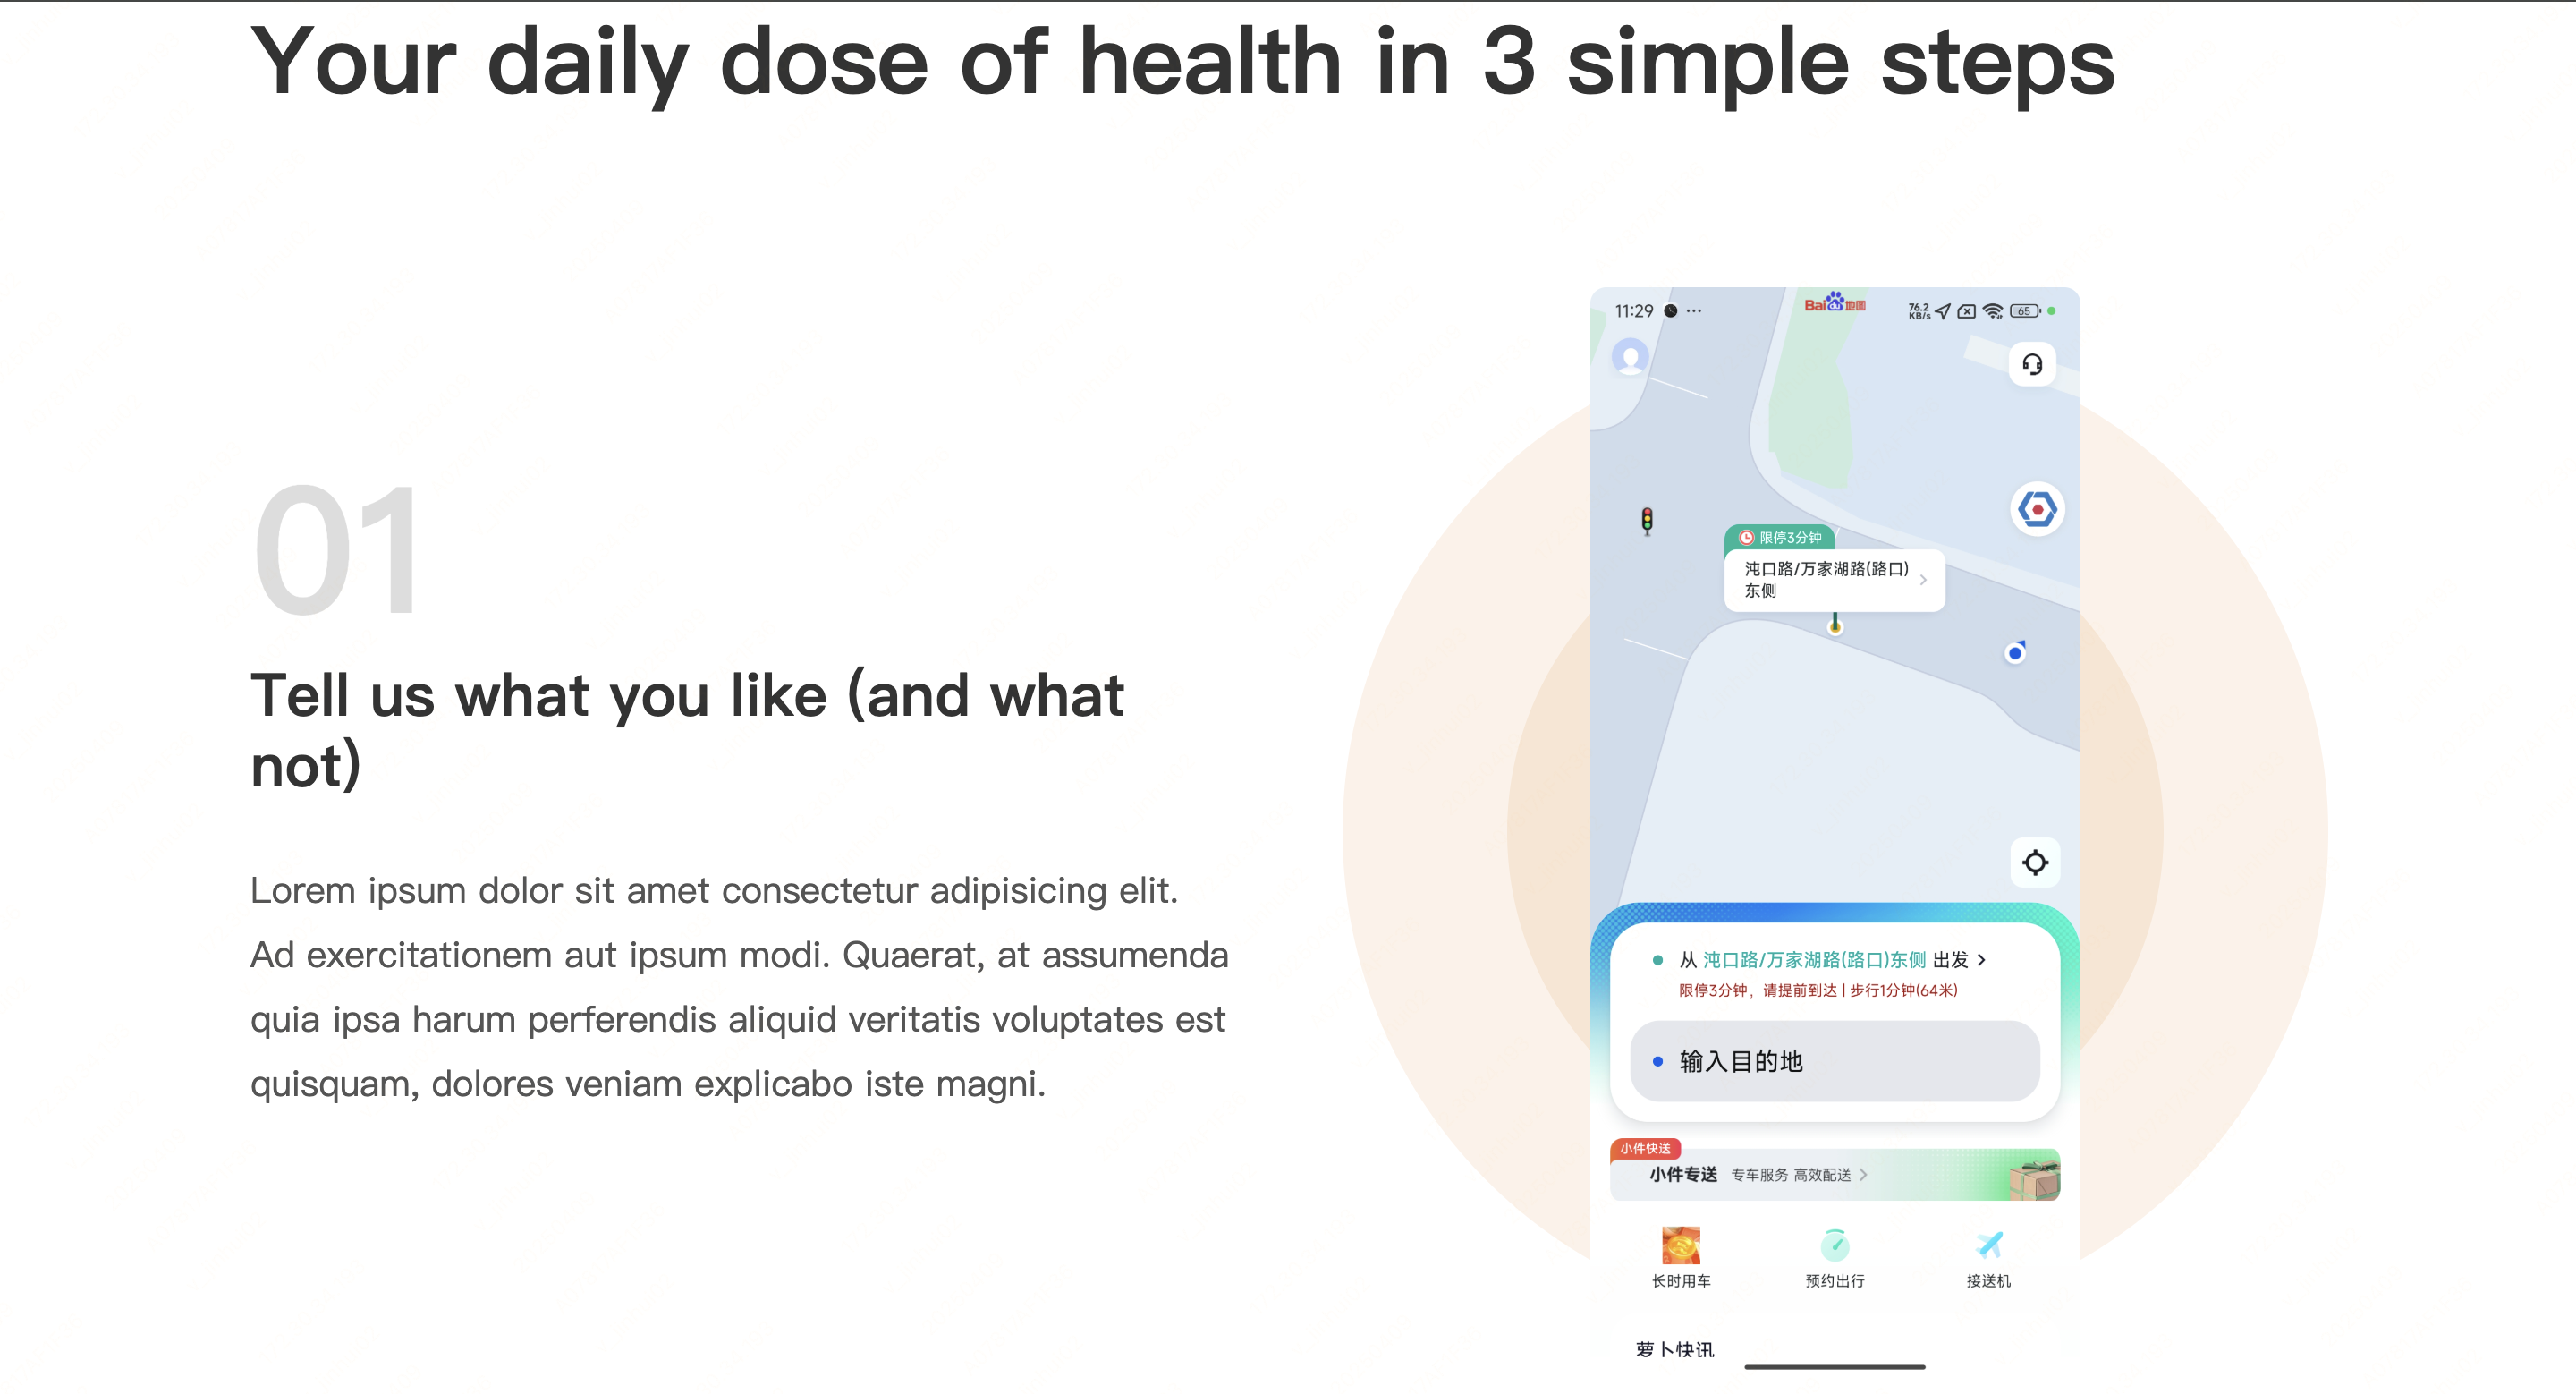 Your daily dose of health in 3 simple steps
01
Tell us what you like (and what
not)
Lorem ipsum dolor sit amet consectetur adipisicing elit.
Ad exercitationem aut ipsum modi. Quaerat, at assumenda
quia ipsa harum perferendis aliquid veritatis voluptates est
quisquam, dolores veniam explicabo iste magni.
11:29 ···
Bai du 地图
76.2 KB/s
65
限停3分钟
沌口路/万家湖路(路口)
东侧
从 沌口路/万家湖路(路口)东侧 出发
限停3分钟，请提前到达 | 步行1分钟(64米)
输入目的地
小件快送
小件专送 专车服务 高效配送
长时用车 预约出行 接送机
萝卜快讯